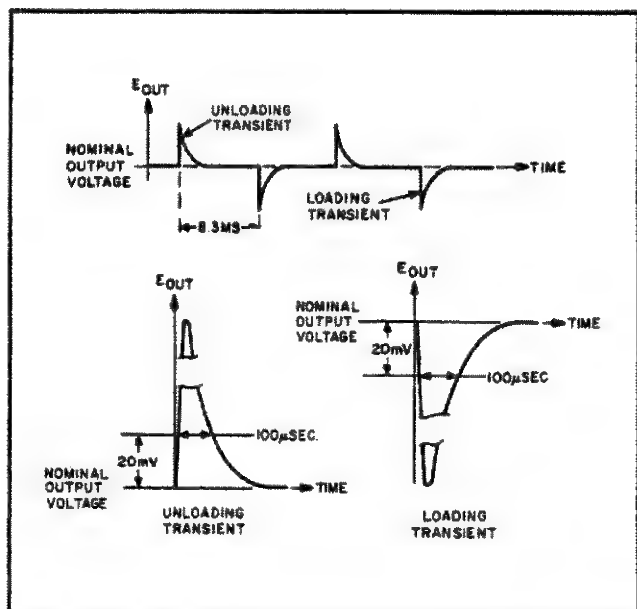 EOUT
UNLOADING
TRANSIENT
NOMINAL
OUTPUT
VOLTAGE
TIME
LOADING
TRANSIENT
8.3MS
EOUT
20mV
100μSEC.
NOMINAL
OUTPUT
VOLTAGE
TIME
UNLOADING
TRANSIENT
EOUT
NOMINAL
OUTPUT
VOLTAGE
TIME
20mV
100μSEC
LOADING
TRANSIENT